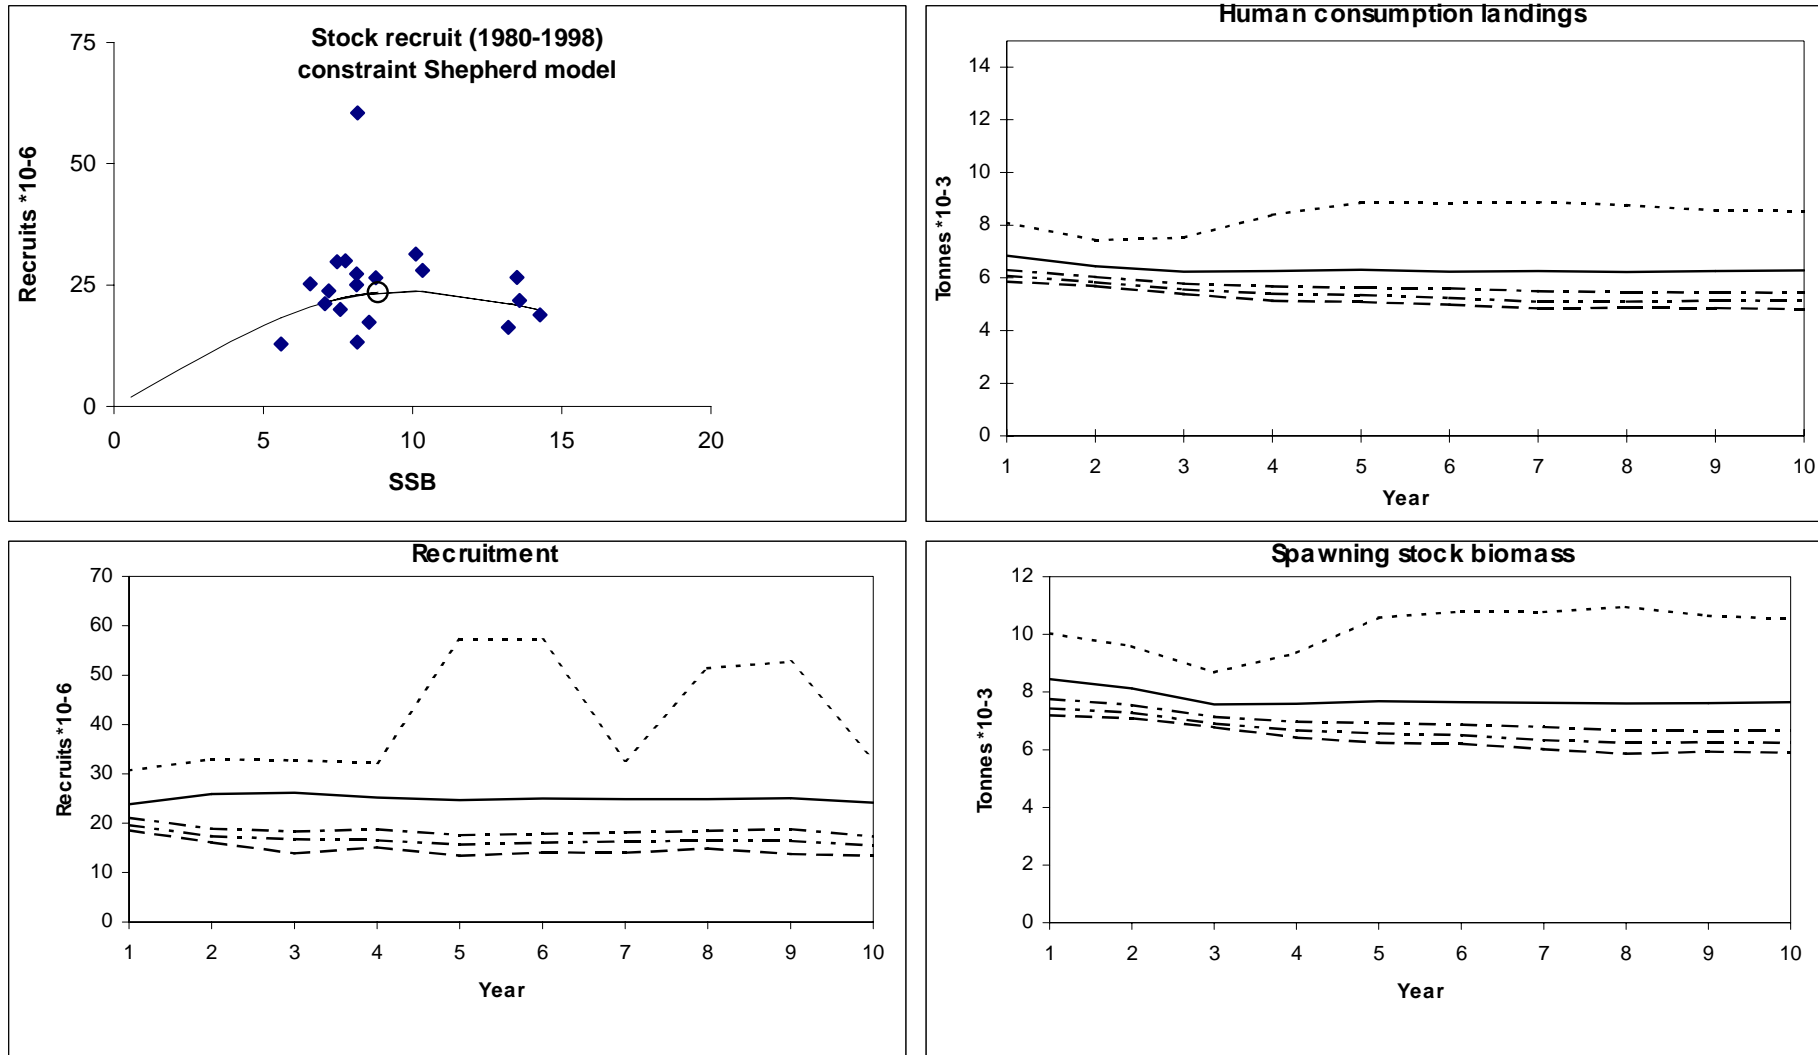 Stock recruit (1980-1998)
constraint Shepherd model
75
50
25
0
Recruits *10-6
0 5 10 15 20
SSB
Human consumption landings
14
12
10
8
6
4
2
0
Tonnes *10-3
1 2 3 4 5 6 7 8 9 10
Year
Recruitment
70
60
50
40
30
20
10
0
Recruits *10-6
1 2 3 4 5 6 7 8 9 10
Year
Spawning stock biomass
12
10
8
6
4
2
0
Tonnes *10-3
1 2 3 4 5 6 7 8 9 10
Year